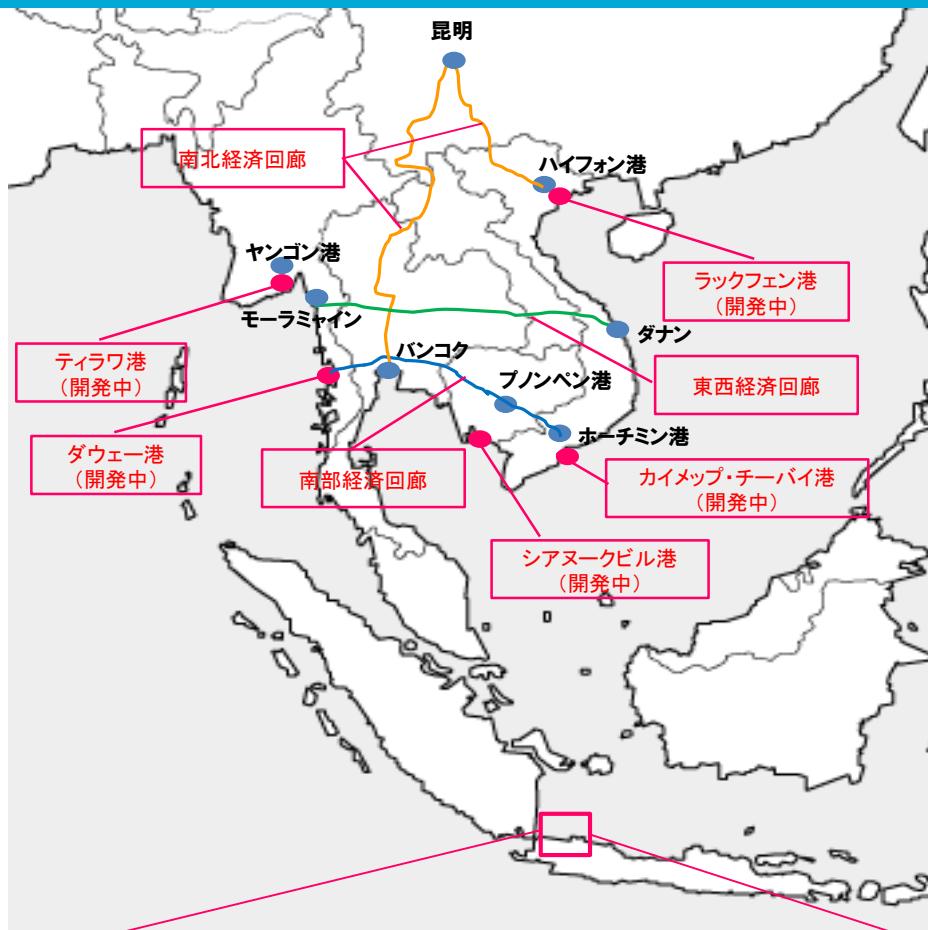 昆明
南北経済回廊
ハイフォン港
ヤンゴン港
ラックフェン港
(開発中)
モーラミャイン
ダナン
ティラワ港
(開発中)
バンコク
プノンペン港
東西経済回廊
ダウェー港
(開発中)
南部経済回廊
ホーチミン港
カイメップ・チーバイ港
(開発中)
シアヌークビル港
(開発中)